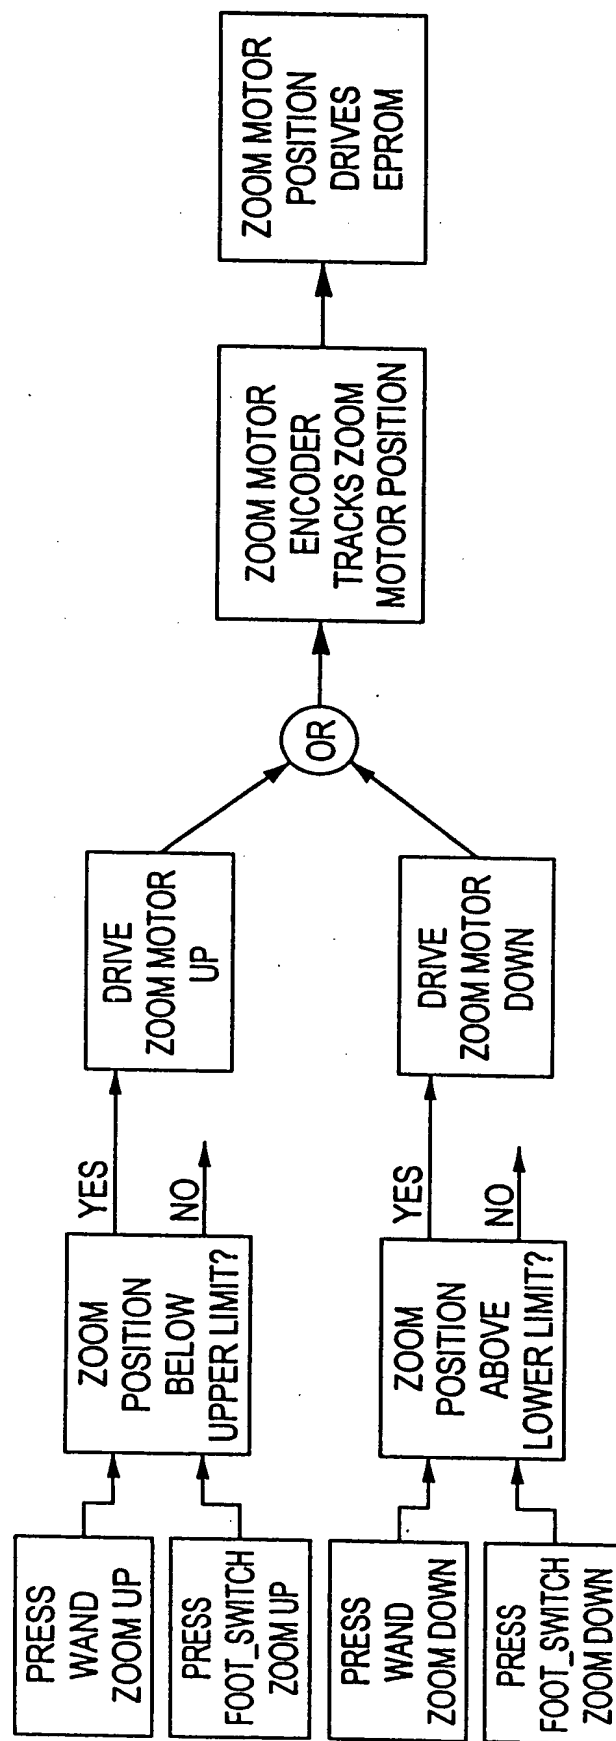 PRESS
WAND
ZOOM UP
PRESS
FOOT_SWITCH
ZOOM UP
ZOOM
POSITION
BELOW
UPPER LIMIT?
YES
NO
DRIVE
ZOOM MOTOR
UP
PRESS
WAND
ZOOM DOWN
PRESS
FOOT_SWITCH
ZOOM DOWN
ZOOM
POSITION
ABOVE
LOWER LIMIT?
YES
NO
DRIVE
ZOOM MOTOR
DOWN
OR
ZOOM MOTOR
ENCODER
TRACKS ZOOM
MOTOR POSITION
ZOOM MOTOR
POSITION
DRIVES
EPROM